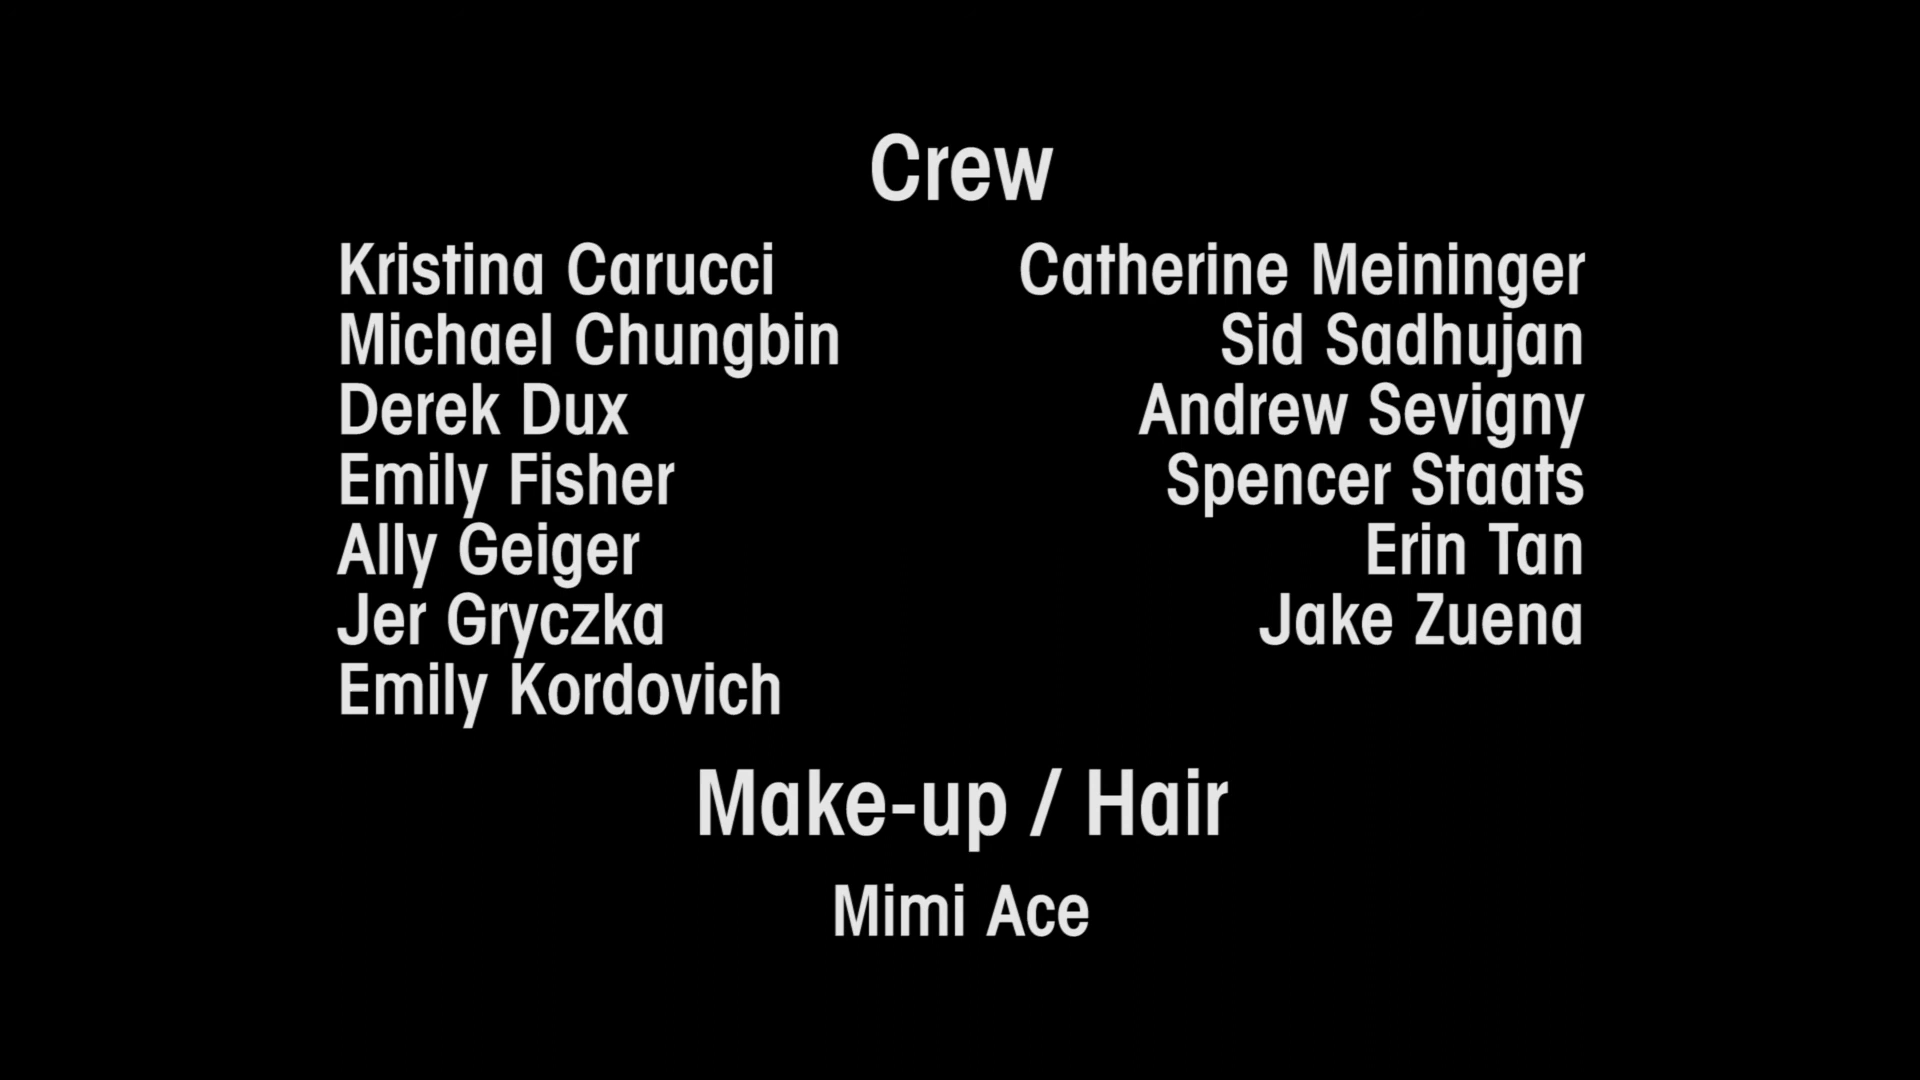 Crew
Kristina Carucci
Michael Chungbin
Derek Dux
Emily Fisher
Ally Geiger
Jer Gryczka
Emily Kordovich
Catherine Meininger
Sid Sadhujan
Andrew Sevigny
Spencer Staats
Erin Tan
Jake Zuena
Make-up / Hair
Mimi Ace